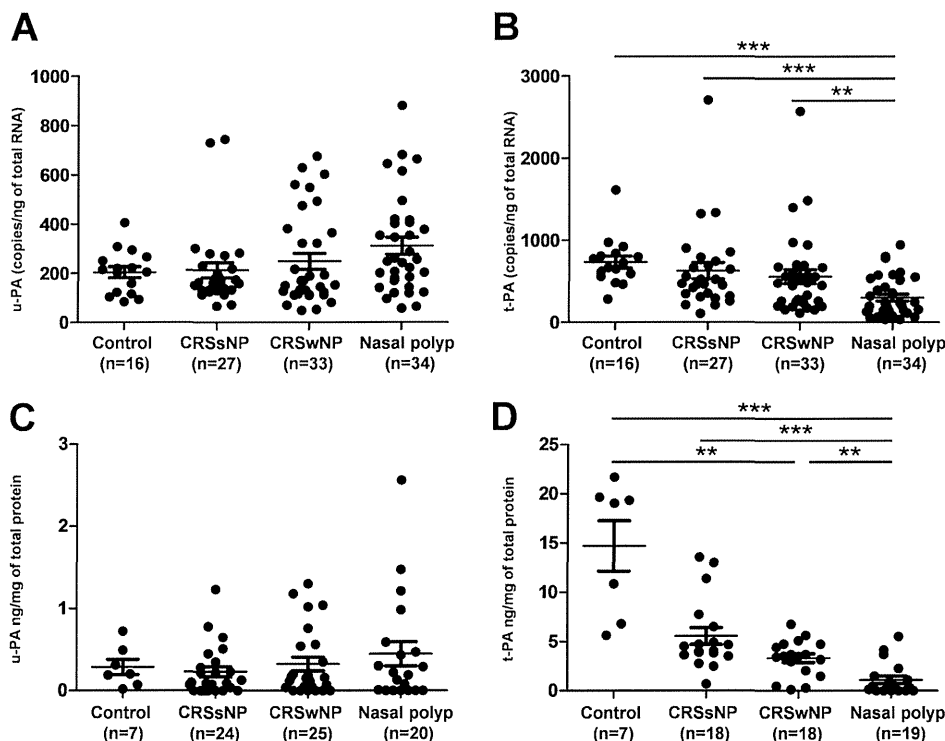 A
u-PA (copies/ng of total RNA)
1000
800
600
400
200
0
Control CRSsNP CRSwNP Nasal polyp
(n=16) (n=27) (n=33) (n=34)
B
t-PA (copies/ng of total RNA)
***
***
**
3000
2000
1000
0
Control CRSsNP CRSwNP Nasal polyp
(n=16) (n=27) (n=33) (n=34)
C
u-PA ng/mg of total protein
3
2
1
0
Control CRSsNP CRSwNP Nasal polyp
(n=7) (n=24) (n=25) (n=20)
D
t-PA ng/mg of total protein
***
***
** **
25
20
15
10
5
0
Control CRSsNP CRSwNP Nasal polyp
(n=7) (n=18) (n=18) (n=19)